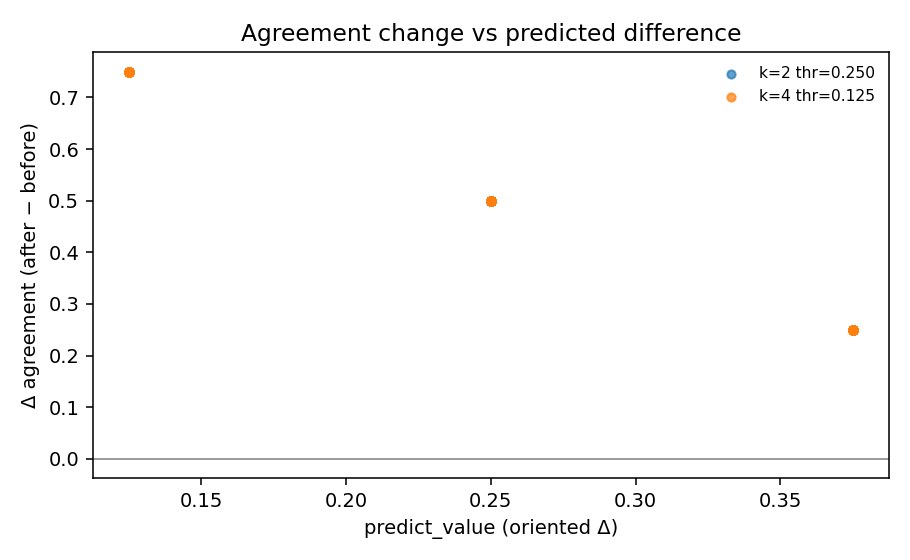 Agreement change vs predicted difference
k=2 thr=0.250
k=4 thr=0.125
Δ agreement (after − before)
0.7
0.6
0.5
0.4
0.3
0.2
0.1
0.0
0.15 0.20 0.25 0.30 0.35
predict_value (oriented Δ)